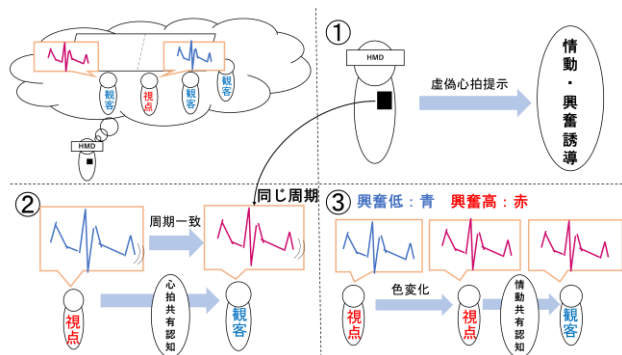 観客
視点
観客
観客
HMD
①
HMD
虚偽心拍提示
情動・興奮誘導
②
同じ周期
周期一致
視点
心拍共有認知
観客
③
興奮低：青 興奮高：赤
視点
色変化
視点
情動共有認知
観客